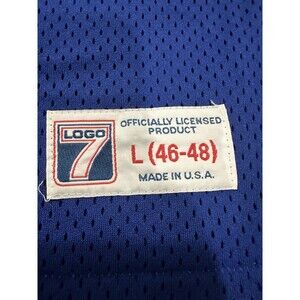 LOGO
7
OFFICIALLY LICENSED
PRODUCT
L (46-48)
MADE IN U.S.A.